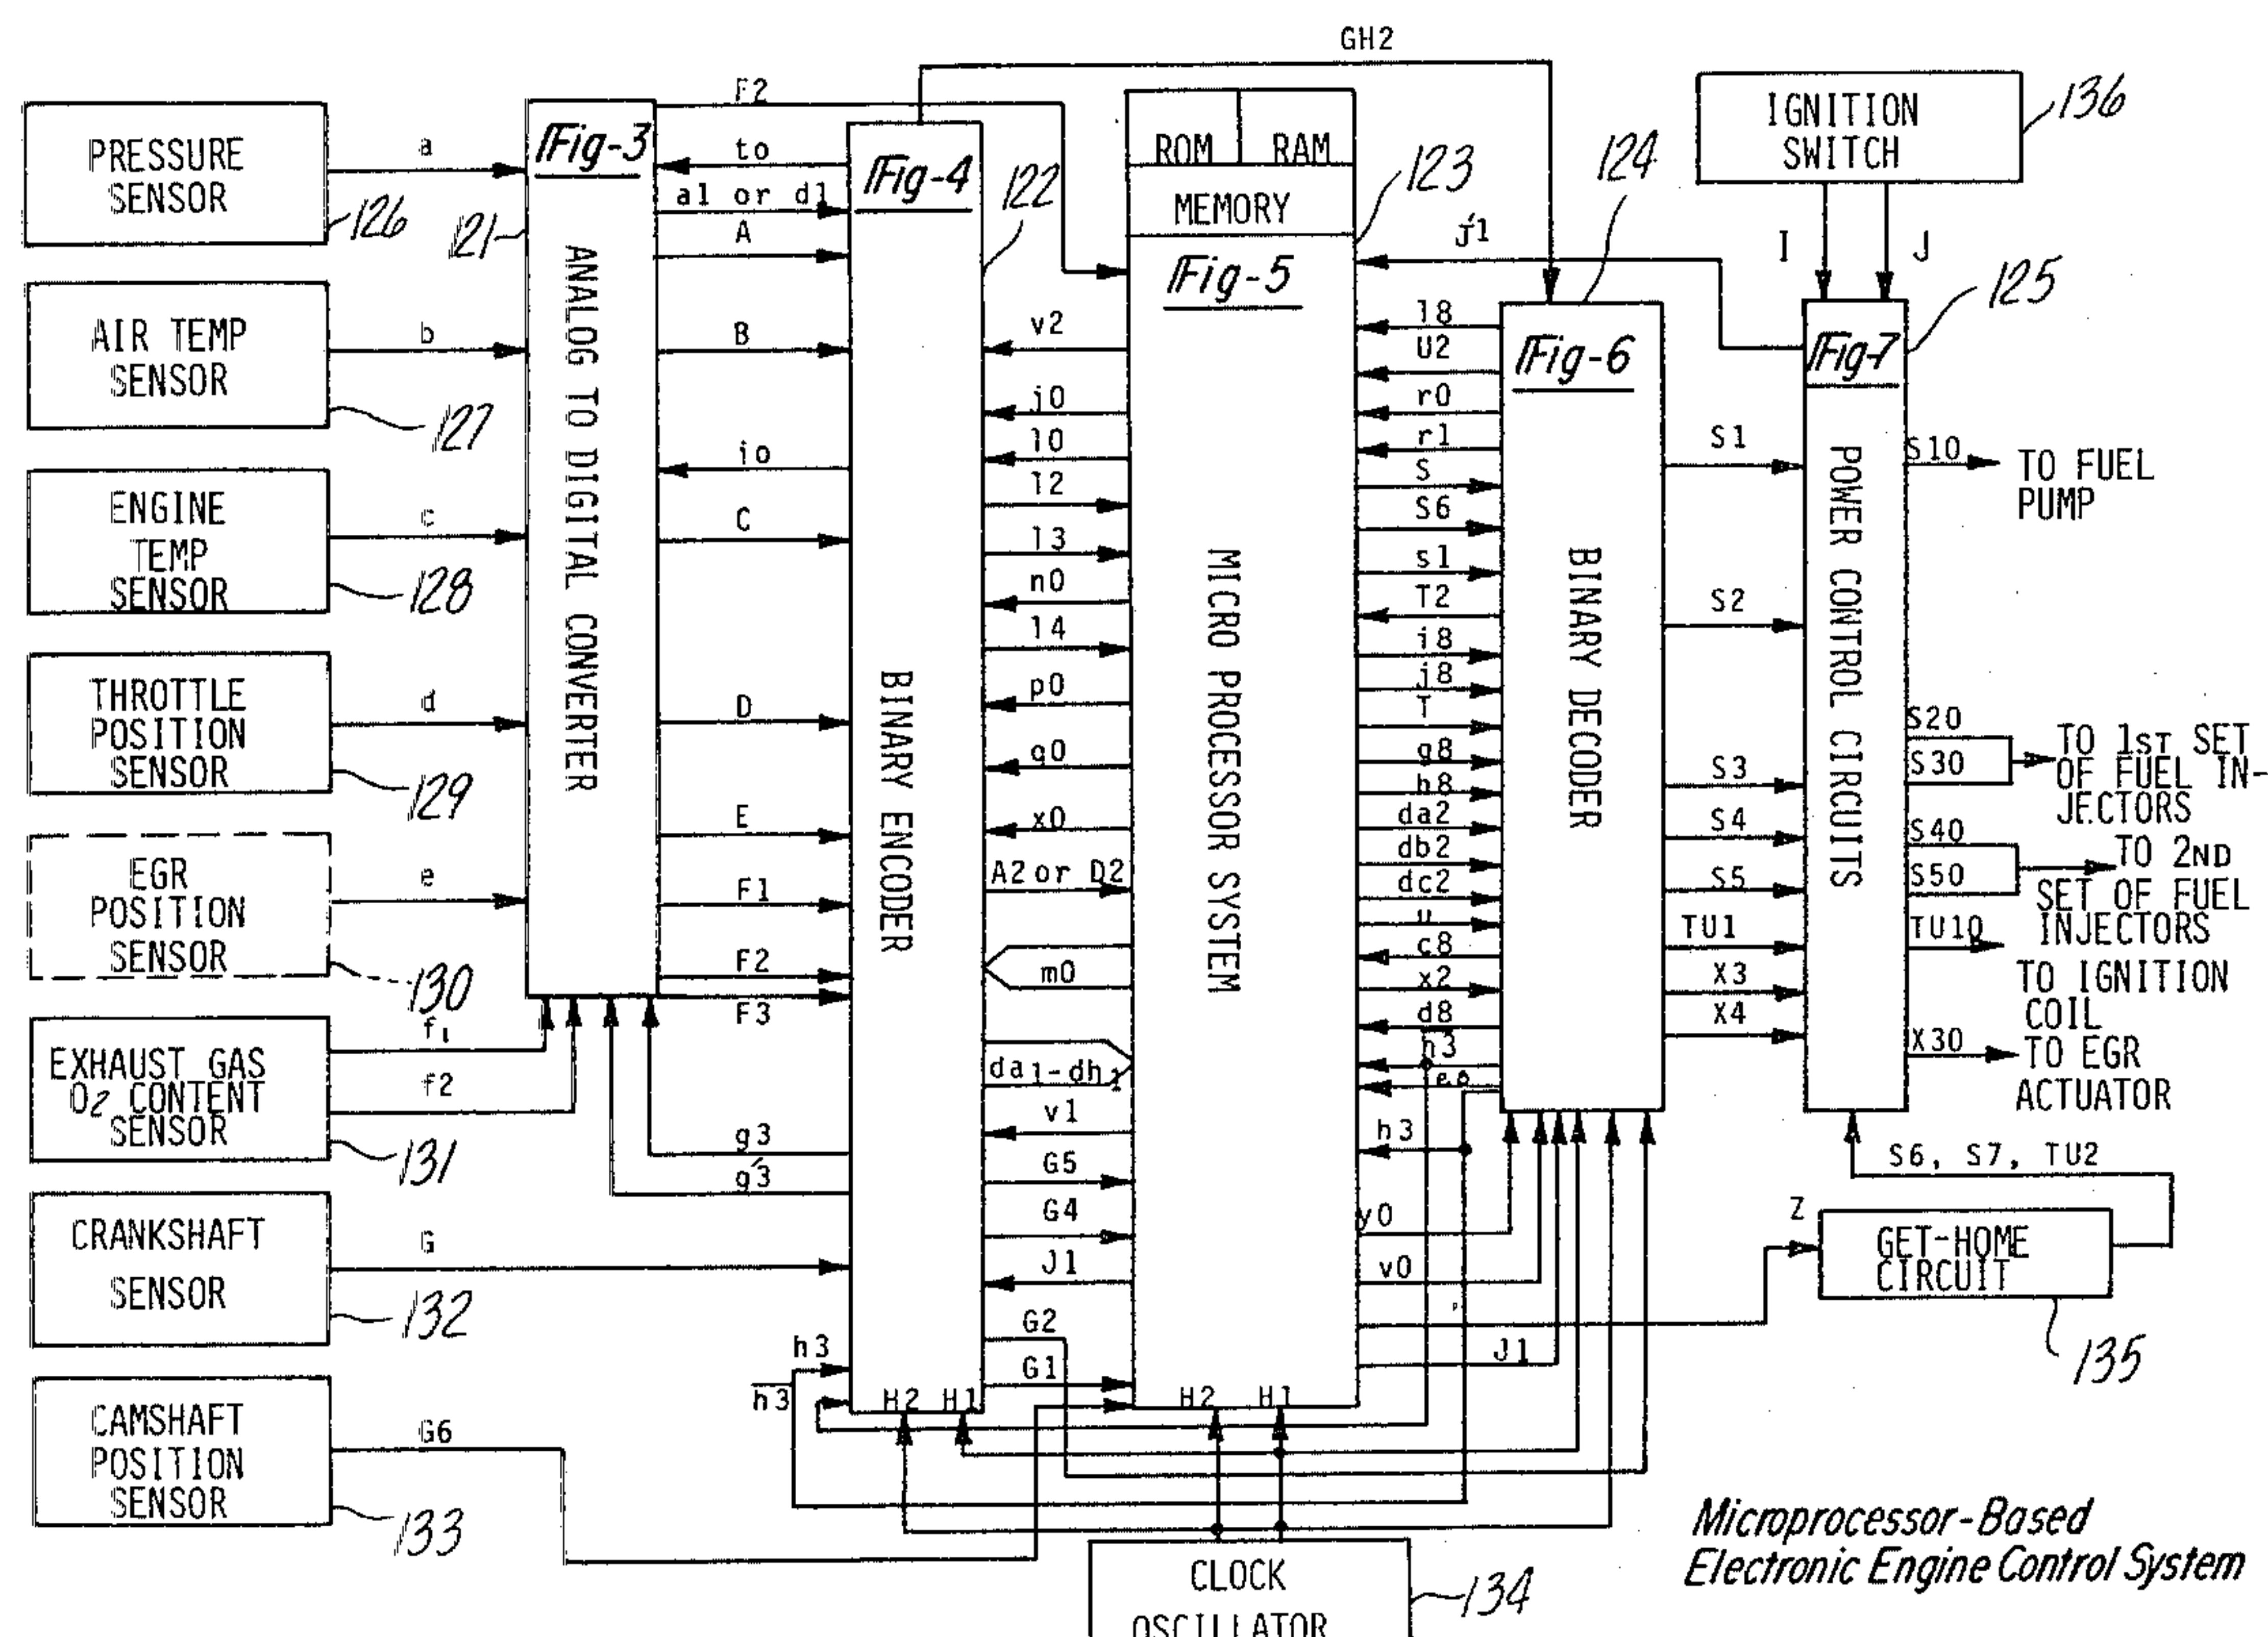 GH2
PRESSURE
SENSOR
126
a
AIR TEMP
SENSOR
127
b
ENGINE
TEMP
SENSOR
128
c
THROTTLE
POSITION
SENSOR
129
d
EGR
POSITION
SENSOR
130
e
EXHAUST GAS
O2 CONTENT
SENSOR
131
f1
f2
CRANKSHAFT
SENSOR
132
G
CAMSHAFT
POSITION
SENSOR
133
G6
Fig-3
121
ANALOG TO DIGITAL CONVERTER
F2
to
a1 or d1
A
B
io
C
D
E
F1
F2
F3
g3
g'3
h3
h3
Fig-4
122
BINARY ENCODER
H2 H1
v2
j0
l0
l2
l3
n0
l4
p0
q0
x0
A2 or D2
m0
da1-dh1
v1
G5
G4
J1
G2
G1
ROM RAM
MEMORY
123
Fig-5
MICRO PROCESSOR SYSTEM
H2 H1
j'1
l8
U2
r0
r1
S
S6
s1
T2
i8
j8
T
g8
h8
da2
db2
dc2
u
c8
x2
d8
h3
h3
y0
v0
J1
124
Fig-6
BINARY DECODER
S1
S2
S3
S4
S5
TU1
X3
X4
IGNITION
SWITCH
136
I J
125
Fig-7
POWER CONTROL CIRCUITS
S10
TO FUEL
PUMP
S20
S30
TO 1ST SET
OF FUEL IN-
JECTORS
S40
S50
TO 2ND
SET OF FUEL
INJECTORS
TU10
TO IGNITION
COIL
X30
TO EGR
ACTUATOR
S6, S7, TU2
Z
GET-HOME
CIRCUIT
135
CLOCK
OSCILLATOR
134
Microprocessor-Based
Electronic Engine Control System